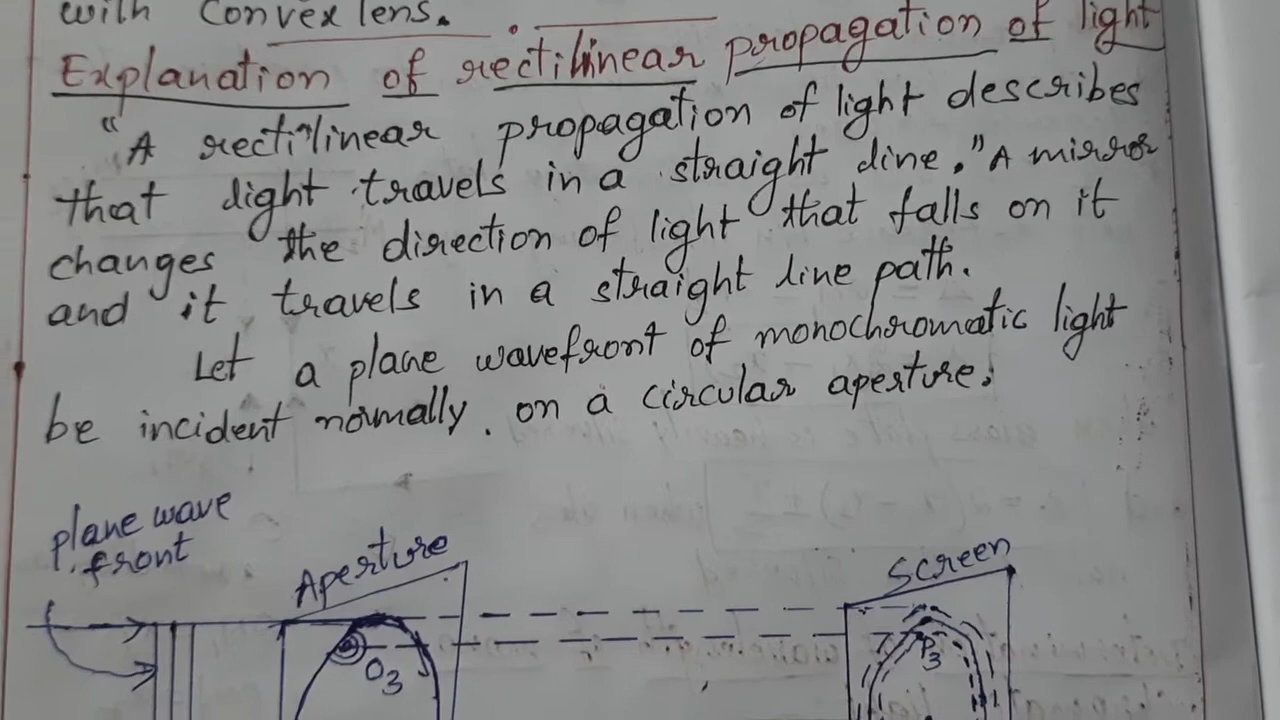 with Convex lens.
Explanation of rectilinear propagation of light
"A rectilinear propagation of light describes
that light travels in a straight line." A mirror
changes the direction of light that falls on it
and it travels in a straight line path.
Let a plane wavefront of monochromatic light
be incident normally on a circular aperture.
plane wave
front
Aperture
Screen
O3
P3